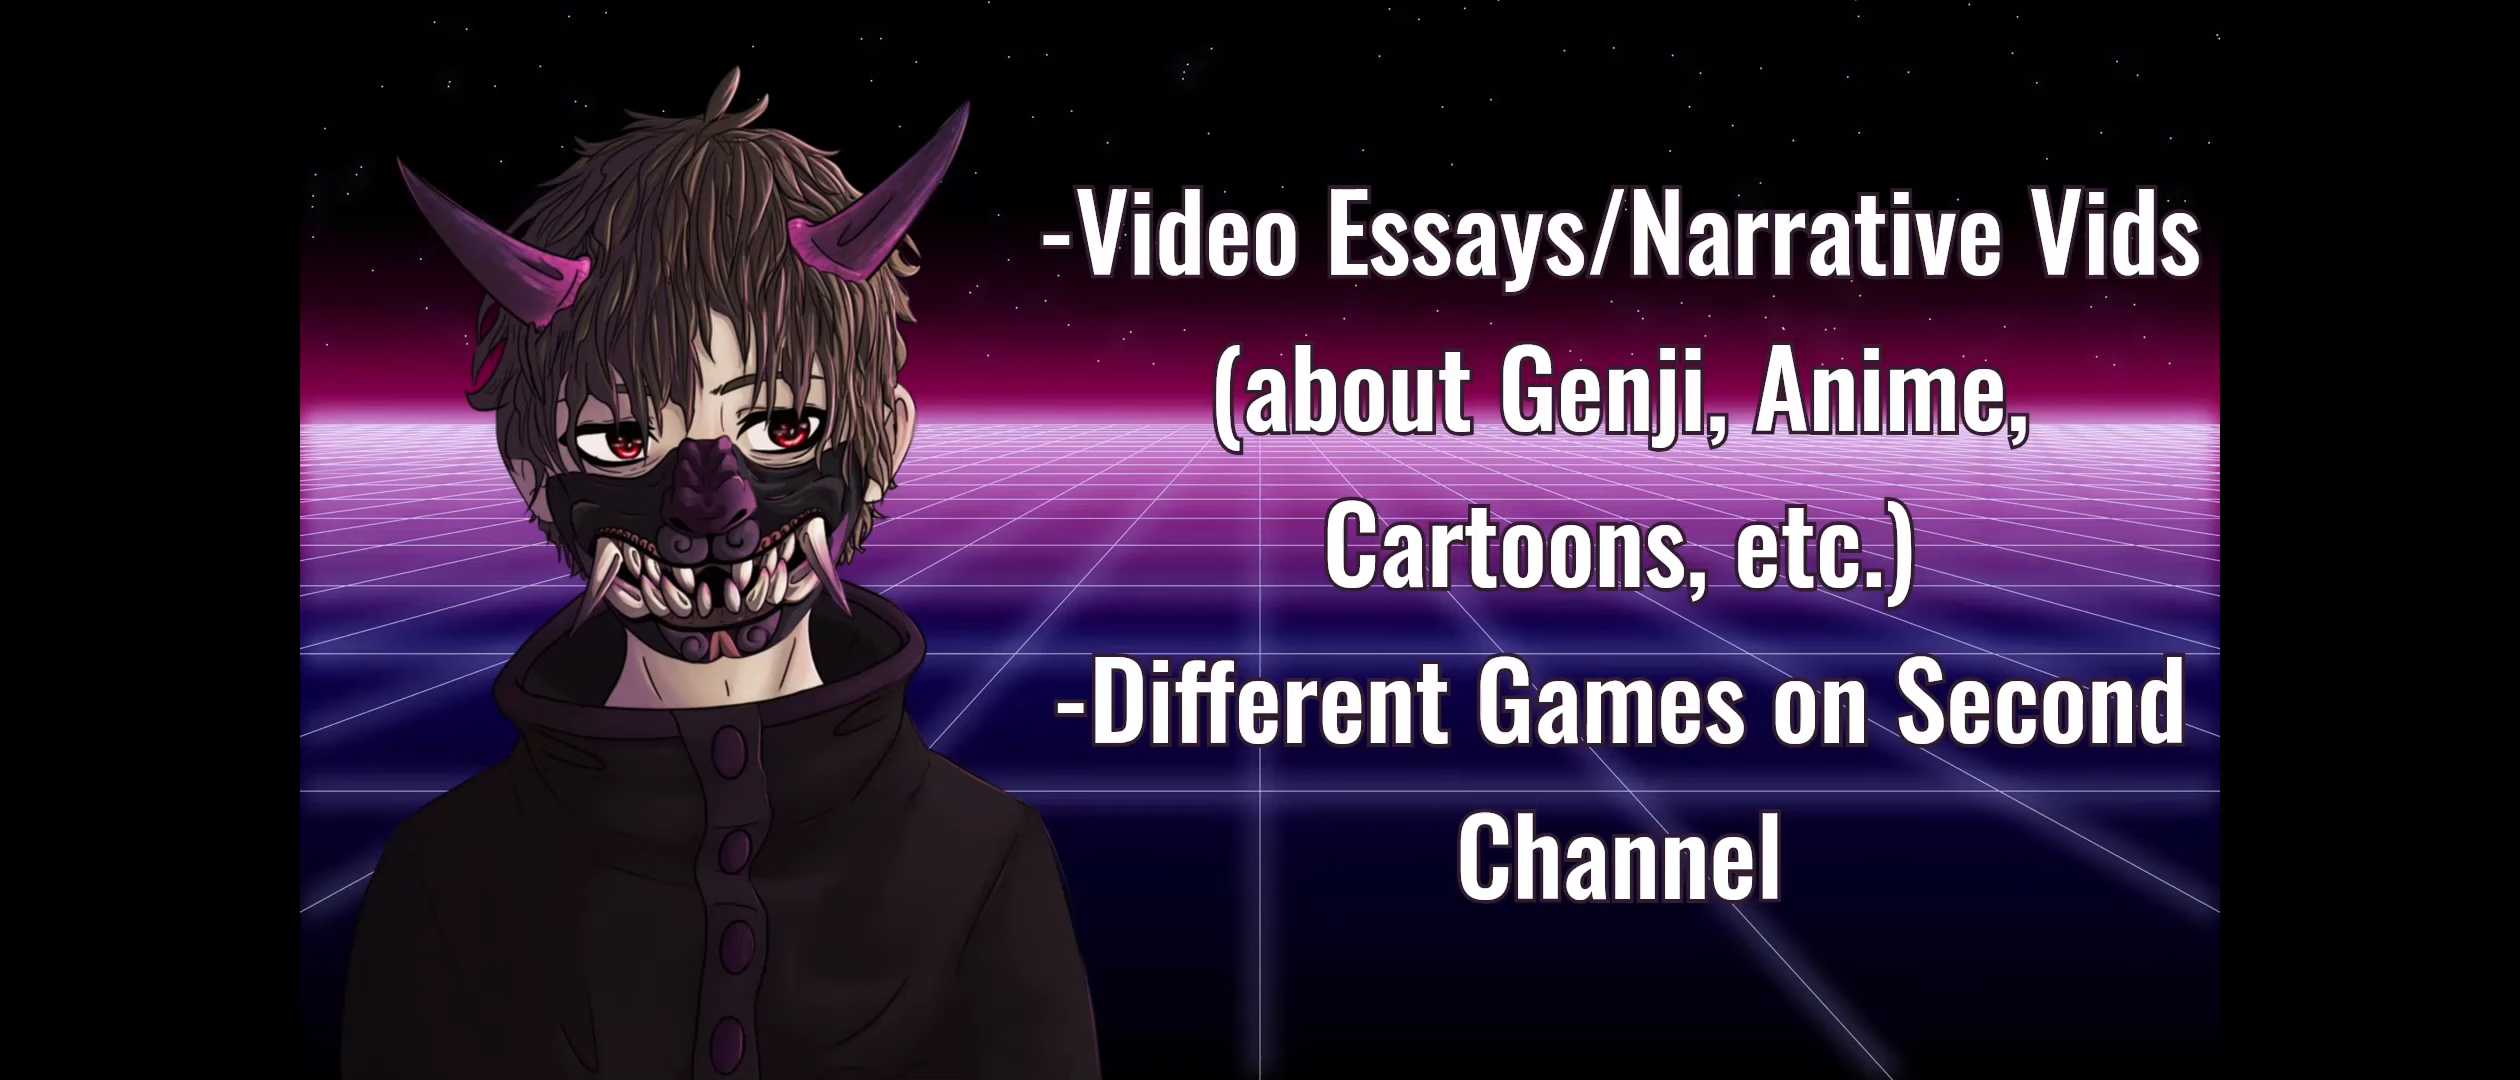 -Video Essays/Narrative Vids
(about Genji, Anime,
Cartoons, etc.)
-Different Games on Second
Channel